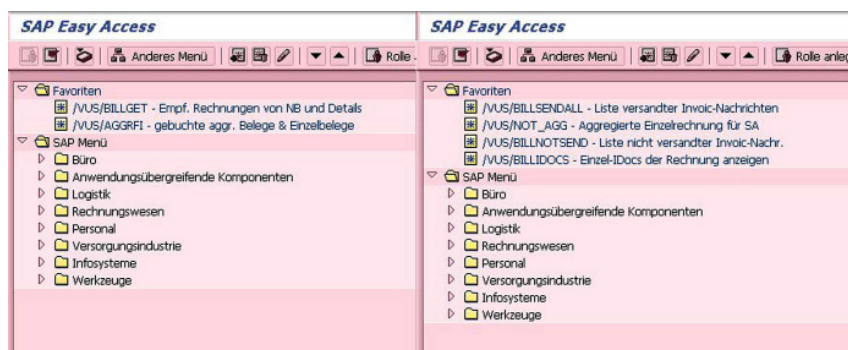 SAP Easy Access
Anderes Menü Rolle
Favoriten
/VUS/BILLGET - Empf. Rechnungen von NB und Details
/VUS/AGGRFI - gebuchte aggr. Belege & Einzelbelege
SAP Menü
Büro
Anwendungsübergreifende Komponenten
Logistik
Rechnungswesen
Personal
Versorgungsindustrie
Infosysteme
Werkzeuge
SAP Easy Access
Anderes Menü Rolle anleg
Favoriten
/VUS/BILLSENDALL - Liste versandter Invoic-Nachrichten
/VUS/NOT_AGG - Aggregierte Einzelrechnung für SA
/VUS/BILLNOTSEND - Liste nicht versandter Invoic-Nachr.
/VUS/BILLIDOCS - Einzel-IDocs der Rechnung anzeigen
SAP Menü
Büro
Anwendungsübergreifende Komponenten
Logistik
Rechnungswesen
Personal
Versorgungsindustrie
Infosysteme
Werkzeuge